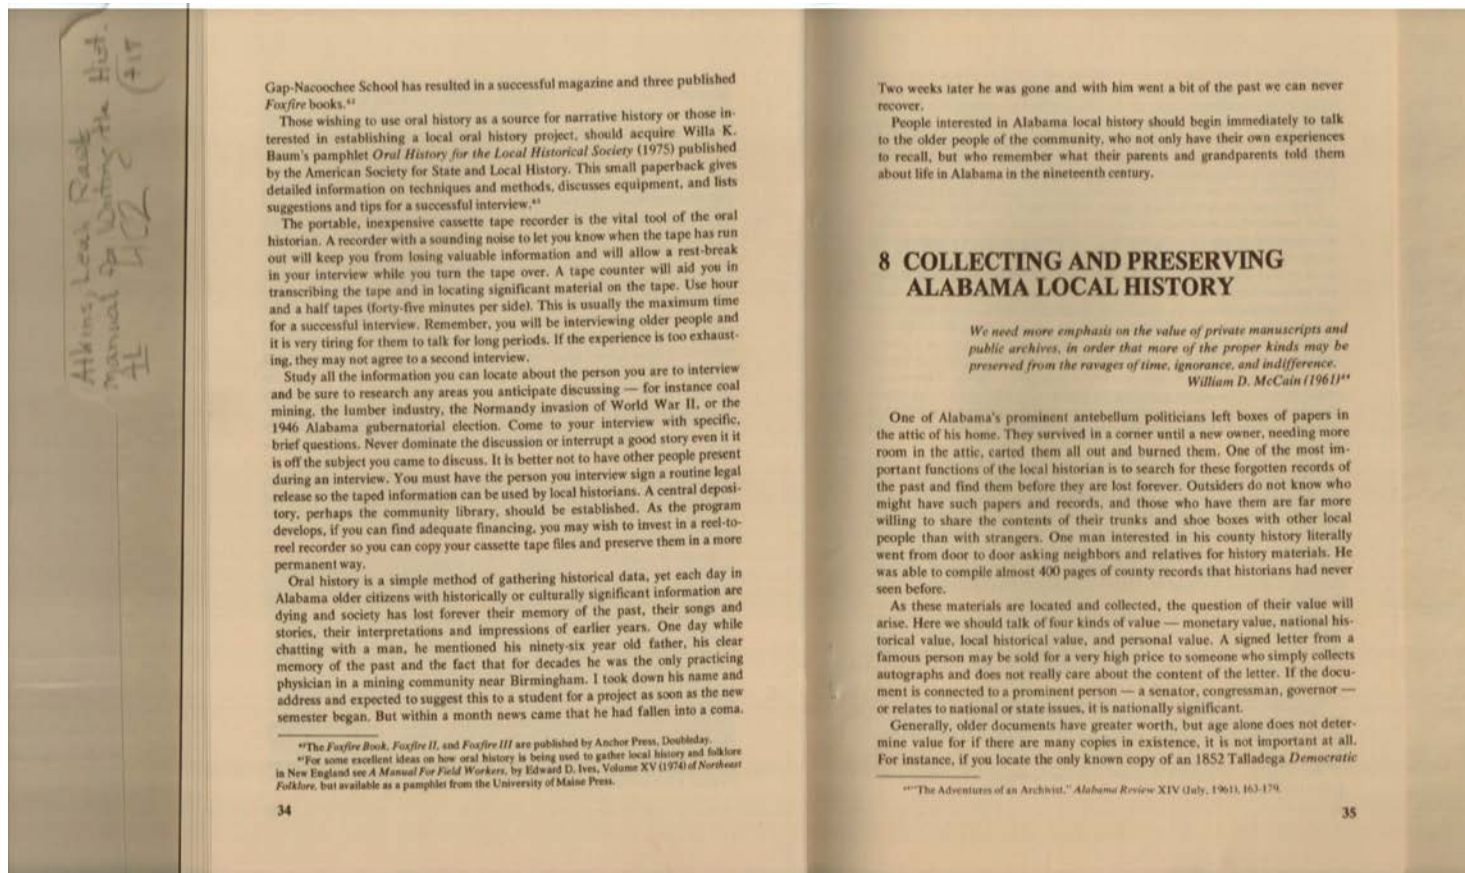 Atkins, Leah Rawls
Manual for Writing the Hist.
AL HC2
Gap-Nacoochee School has resulted in a successful magazine and three published
Foxfire books.⁴²
Those wishing to use oral history as a source for narrative history or those in-
terested in establishing a local oral history project, should acquire Willa K.
Baum's pamphlet Oral History for the Local Historical Society (1975) published
by the American Society for State and Local History. This small paperback gives
detailed information on techniques and methods, discusses equipment, and lists
suggestions and tips for a successful interview.⁴³
The portable, inexpensive cassette tape recorder is the vital tool of the oral
historian. A recorder with a sounding noise to let you know when the tape has run
out will keep you from losing valuable information and will allow a rest-break
in your interview while you turn the tape over. A tape counter will aid you in
transcribing the tape and in locating significant material on the tape. Use hour
and a half tapes (forty-five minutes per side). This is usually the maximum time
for a successful interview. Remember, you will be interviewing older people and
it is very tiring for them to talk for long periods. If the experience is too exhaust-
ing, they may not agree to a second interview.
Study all the information you can locate about the person you are to interview
and be sure to research any areas you anticipate discussing — for instance coal
mining, the lumber industry, the Normandy invasion of World War II, or the
1946 Alabama gubernatorial election. Come to your interview with specific,
brief questions. Never dominate the discussion or interrupt a good story even it it
is off the subject you came to discuss. It is better not to have other people present
during an interview. You must have the person you interview sign a routine legal
release so the taped information can be used by local historians. A central deposi-
tory, perhaps the community library, should be established. As the program
develops, if you can find adequate financing, you may wish to invest in a reel-to-
reel recorder so you can copy your cassette tape files and preserve them in a more
permanent way.
Oral history is a simple method of gathering historical data, yet each day in
Alabama older citizens with historically or culturally significant information are
dying and society has lost forever their memory of the past, their songs and
stories, their interpretations and impressions of earlier years. One day while
chatting with a man, he mentioned his ninety-six year old father, his clear
memory of the past and the fact that for decades he was the only practicing
physician in a mining community near Birmingham. I took down his name and
address and expected to suggest this to a student for a project as soon as the new
semester began. But within a month news came that he had fallen into a coma.
⁴²The Foxfire Book, Foxfire II, and Foxfire III are published by Anchor Press, Doubleday.
⁴³For some excellent ideas on how oral history is being used to gather local history and folklore
in New England see A Manual For Field Workers, by Edward D. Ives, Volume XV (1974) of Northeast
Folklore, but available as a pamphlet from the University of Maine Press.
34
Two weeks later he was gone and with him went a bit of the past we can never
recover.
People interested in Alabama local history should begin immediately to talk
to the older people of the community, who not only have their own experiences
to recall, but who remember what their parents and grandparents told them
about life in Alabama in the nineteenth century.
8 COLLECTING AND PRESERVING
ALABAMA LOCAL HISTORY
We need more emphasis on the value of private manuscripts and
public archives, in order that more of the proper kinds may be
preserved from the ravages of time, ignorance, and indifference.
William D. McCain (1961)⁴⁴
One of Alabama's prominent antebellum politicians left boxes of papers in
the attic of his home. They survived in a corner until a new owner, needing more
room in the attic, carted them all out and burned them. One of the most im-
portant functions of the local historian is to search for these forgotten records of
the past and find them before they are lost forever. Outsiders do not know who
might have such papers and records, and those who have them are far more
willing to share the contents of their trunks and shoe boxes with other local
people than with strangers. One man interested in his county history literally
went from door to door asking neighbors and relatives for history materials. He
was able to compile almost 400 pages of county records that historians had never
seen before.
As these materials are located and collected, the question of their value will
arise. Here we should talk of four kinds of value — monetary value, national his-
torical value, local historical value, and personal value. A signed letter from a
famous person may be sold for a very high price to someone who simply collects
autographs and does not really care about the content of the letter. If the docu-
ment is connected to a prominent person — a senator, congressman, governor —
or relates to national or state issues, it is nationally significant.
Generally, older documents have greater worth, but age alone does not deter-
mine value for if there are many copies in existence, it is not important at all.
For instance, if you locate the only known copy of an 1852 Talladega Democratic
⁴⁴"The Adventures of an Archivist," Alabama Review XIV (July, 1961), 163-179.
35